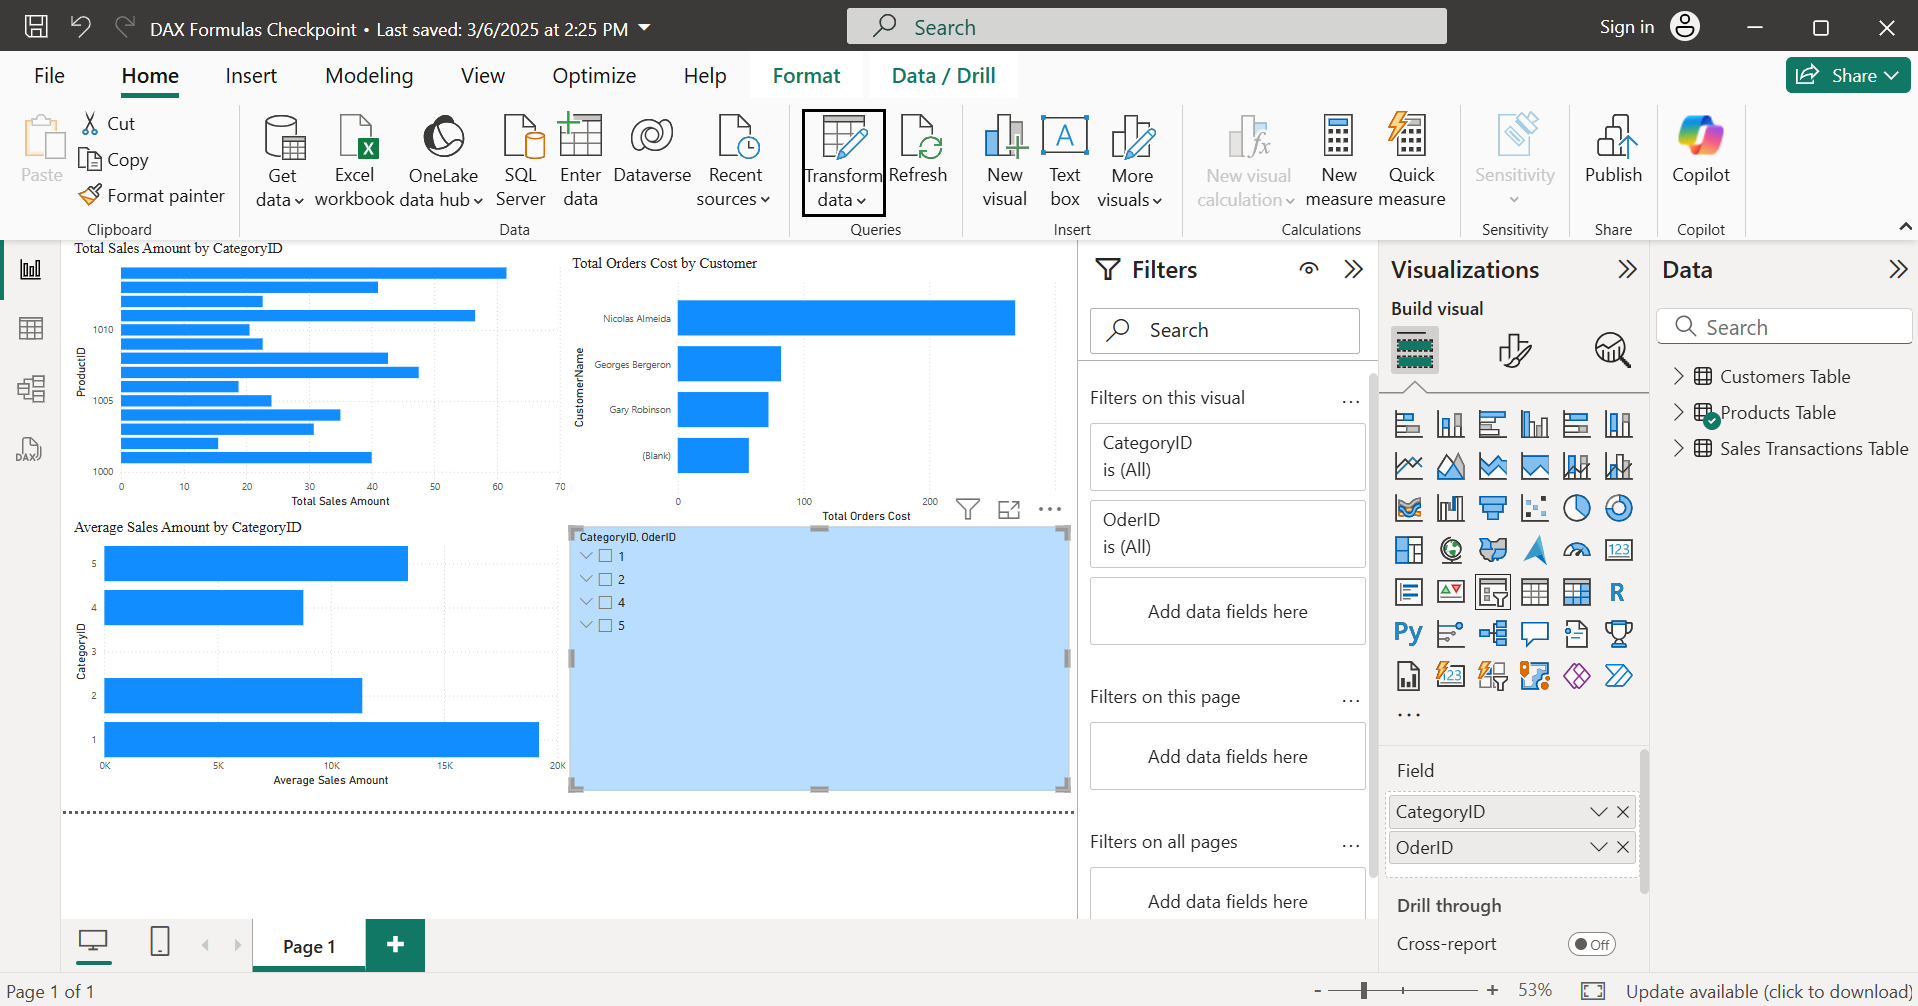 DAX Formulas Checkpoint • Last saved: 3/6/2025 at 2:25 PM
Search
Sign in
File Home Insert Modeling View Optimize Help Format Data / Drill
Share
Paste
Cut
Copy
Format painter
Clipboard
Get data
Excel workbook
OneLake data hub
SQL Server
Enter data
Dataverse
Recent sources
Data
Transform data
Refresh
Queries
New visual
Text box
More visuals
Insert
New visual calculation
New measure
Quick measure
Calculations
Sensitivity
Sensitivity
Publish
Share
Copilot
Copilot
DAX
Total Sales Amount by CategoryID
ProductID
1010
1005
1000
0 10 20 30 40 50 60 70
Total Sales Amount
Total Orders Cost by Customer
CustomerName
Nicolas Almeida
Georges Bergeron
Gary Robinson
(Blank)
0 100 200
Total Orders Cost
Average Sales Amount by CategoryID
CategoryID
5
4
3
2
1
0K 5K 10K 15K 20K
Average Sales Amount
CategoryID, OderID
1
2
4
5
Filters
Search
Filters on this visual ...
CategoryID
is (All)
OderID
is (All)
Add data fields here
Filters on this page ...
Add data fields here
Filters on all pages ...
Add data fields here
Visualizations
Build visual
123
R
Py
123
...
Field
CategoryID
OderID
Drill through
Cross-report Off
Data
Search
Customers Table
Products Table
Sales Transactions Table
Page 1
Page 1 of 1
- + 53%
Update available (click to download)